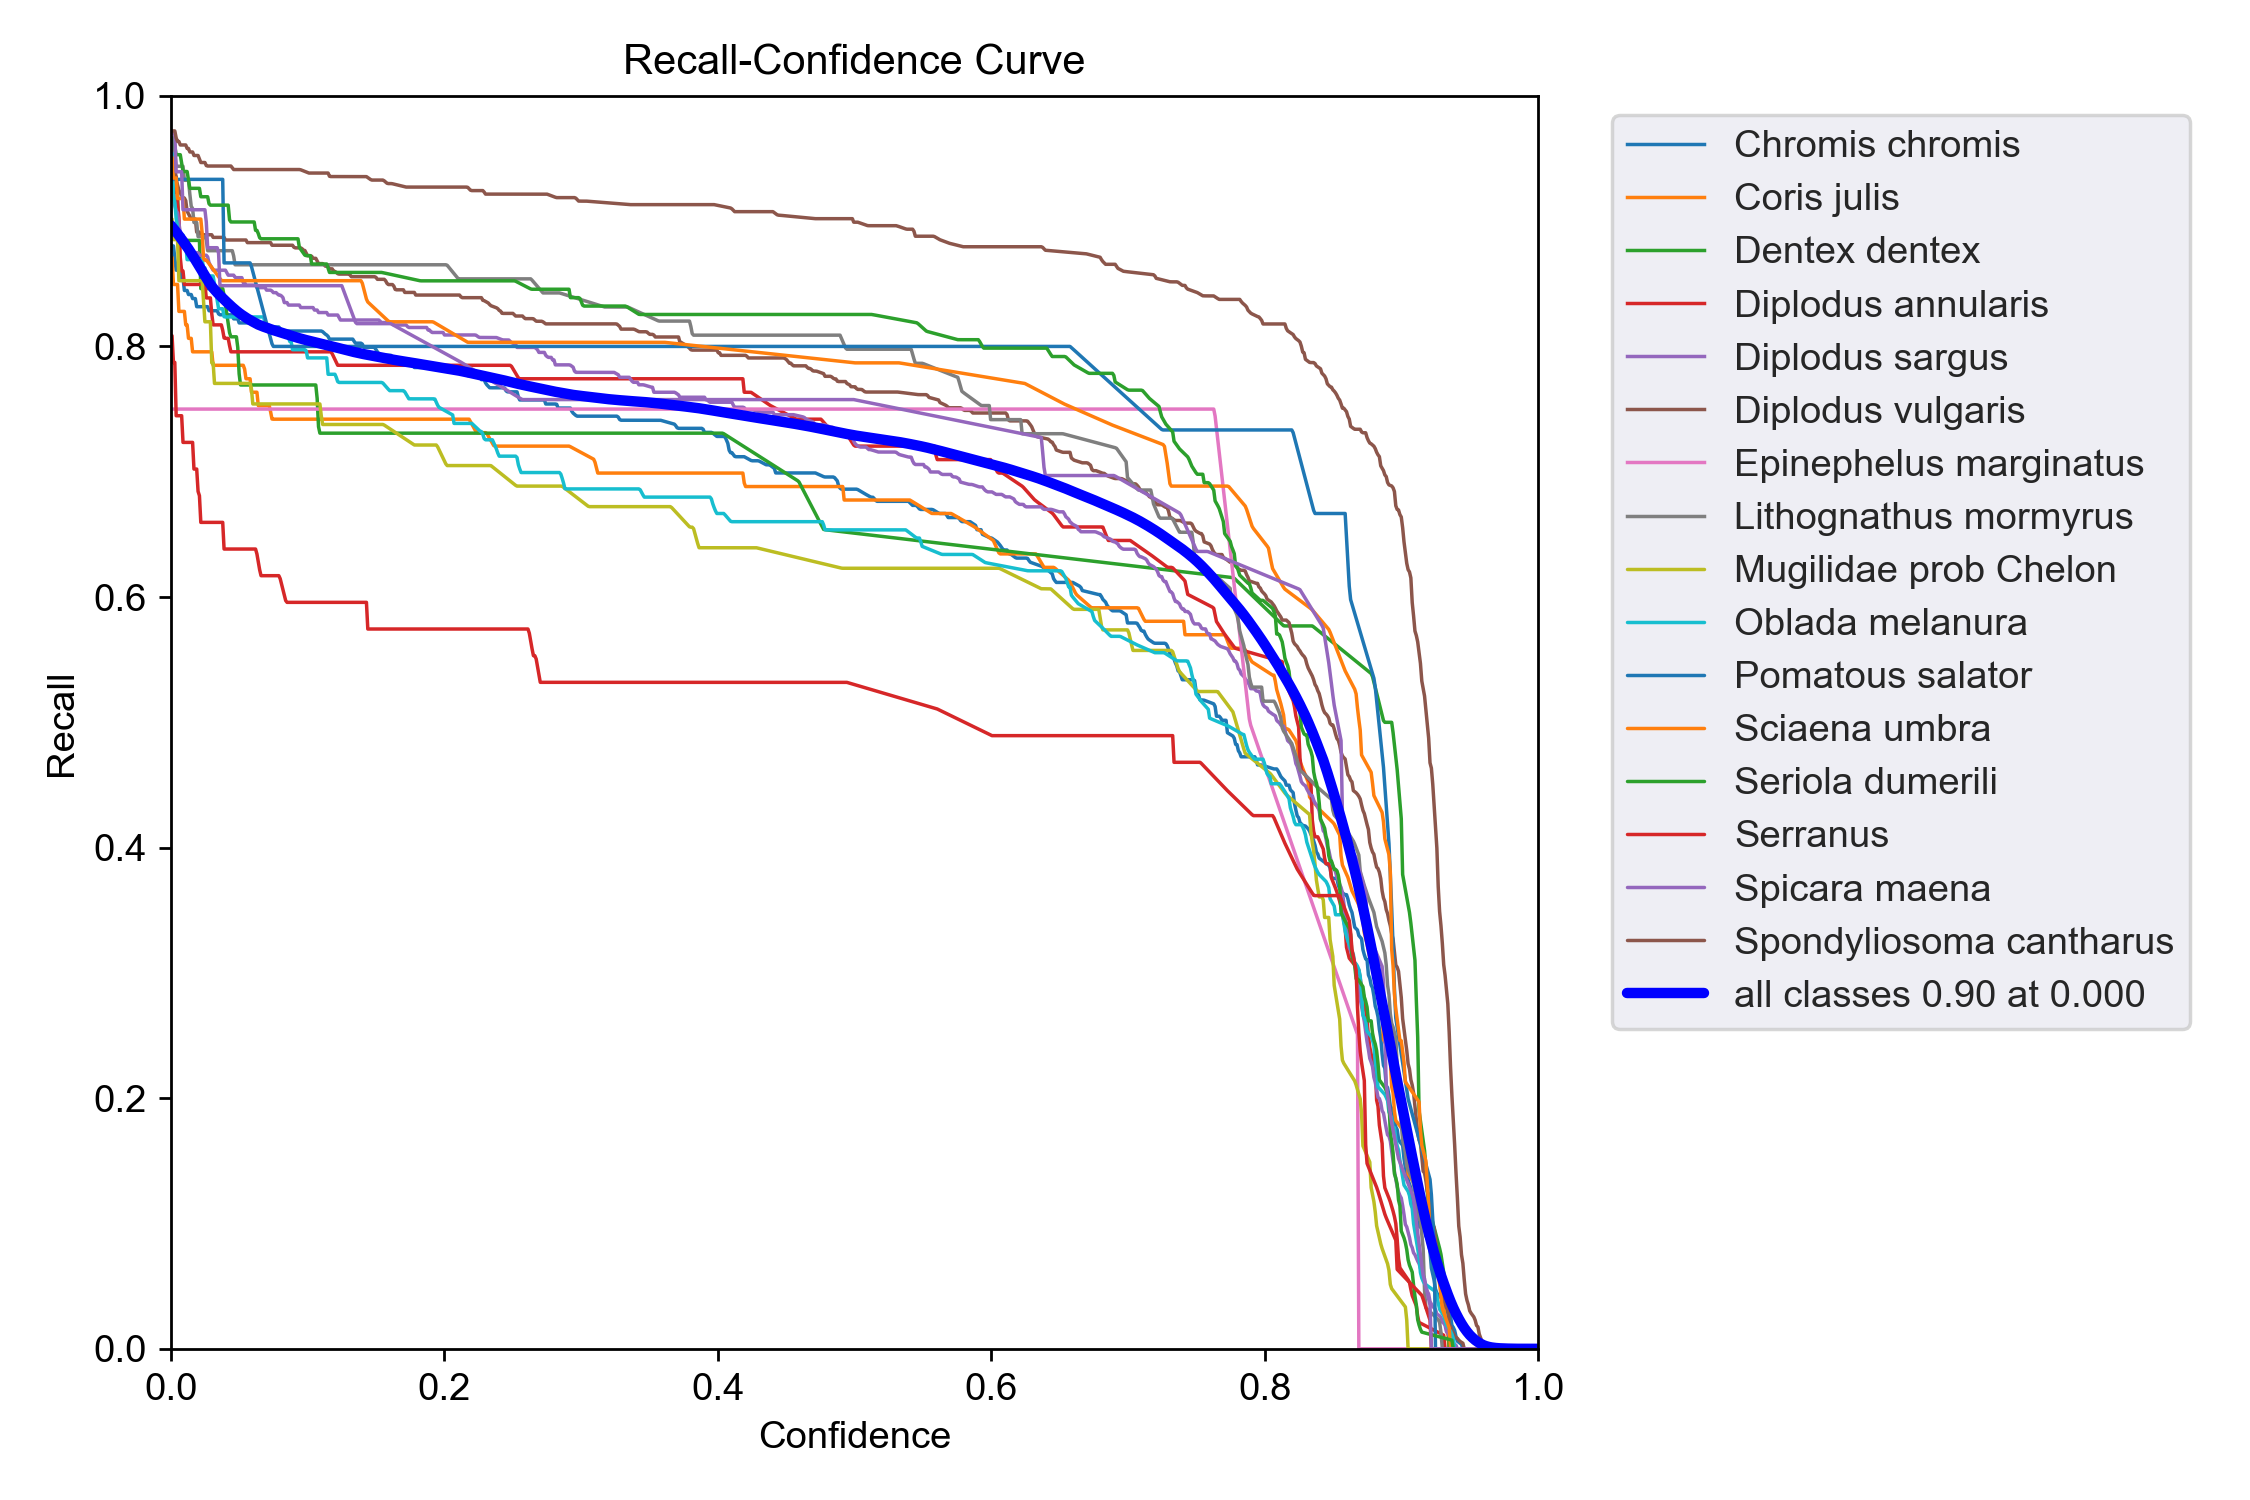 Recall-Confidence Curve
1.0
0.8
0.6
0.4
0.2
0.0
Recall
0.0 0.2 0.4 0.6 0.8 1.0
Confidence
Chromis chromis
Coris julis
Dentex dentex
Diplodus annularis
Diplodus sargus
Diplodus vulgaris
Epinephelus marginatus
Lithognathus mormyrus
Mugilidae prob Chelon
Oblada melanura
Pomatous salator
Sciaena umbra
Seriola dumerili
Serranus
Spicara maena
Spondyliosoma cantharus
all classes 0.90 at 0.000